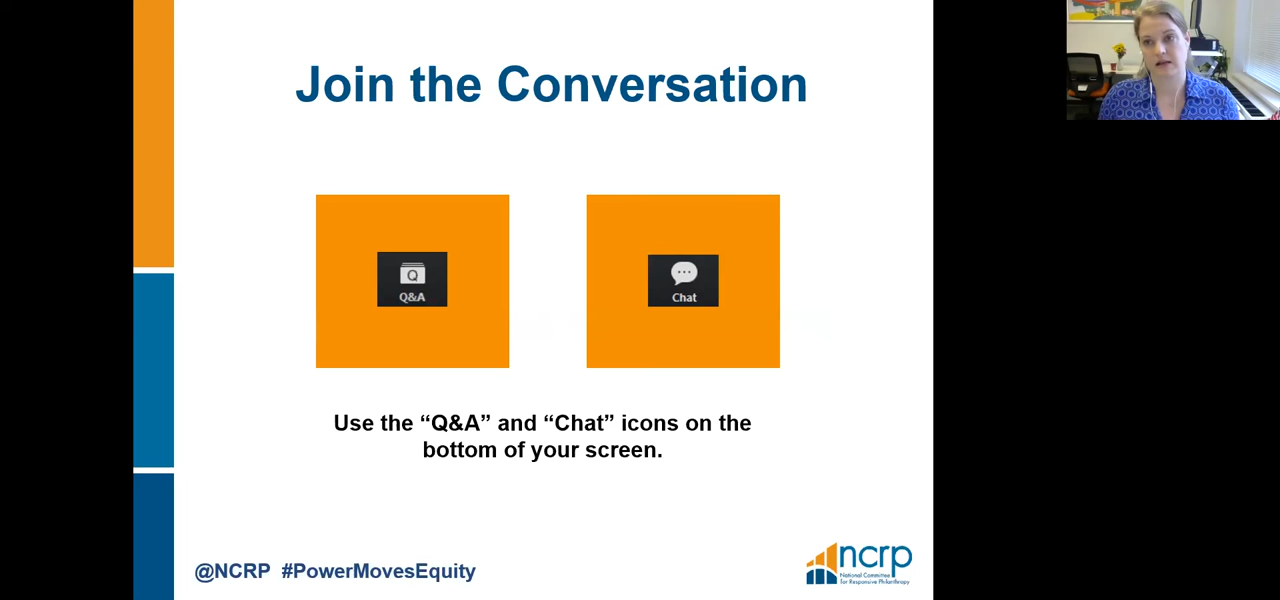 Join the Conversation
Q
Q&A
Chat
Use the “Q&A” and “Chat” icons on the
bottom of your screen.
@NCRP #PowerMovesEquity
ncrp
National Committee
for Responsive Philanthropy